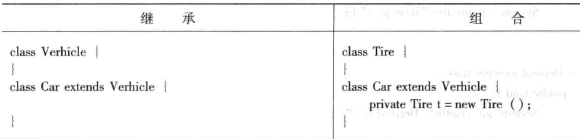 继 承
组 合
class Verhicle {
}
class Car extends Verhicle {
}
class Tire {
}
class Car extends Verhicle {
private Tire t = new Tire ( );
}